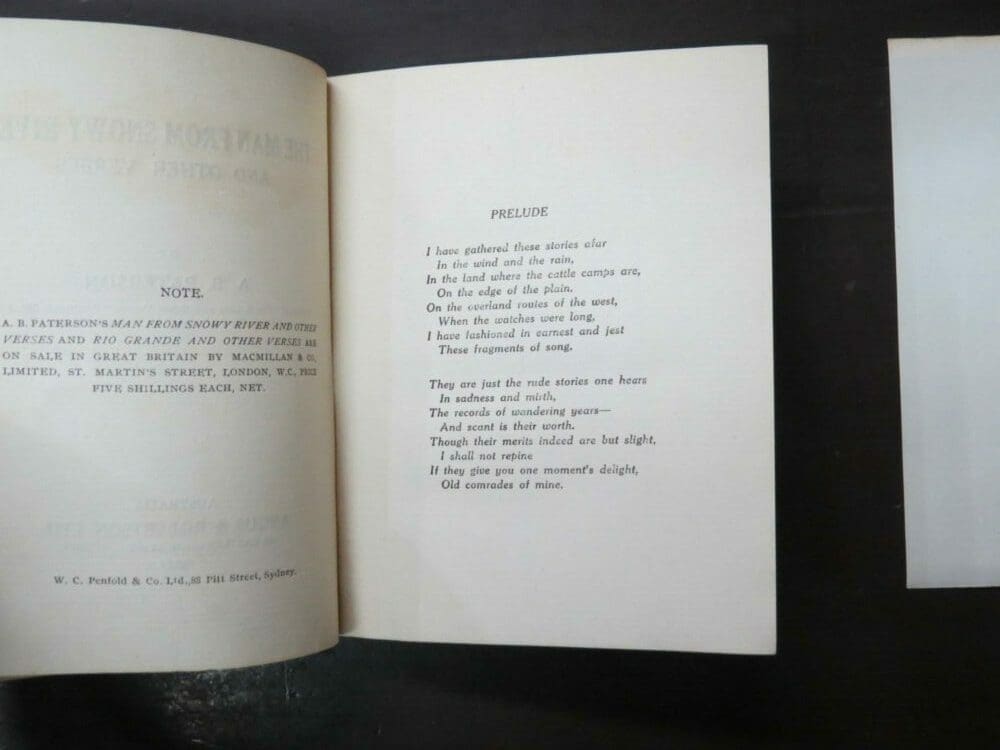 NOTE.
A. B. PATERSON'S MAN FROM SNOWY RIVER AND OTHER
VERSES AND RIO GRANDE AND OTHER VERSES ARE
ON SALE IN GREAT BRITAIN BY MACMILLAN & CO.
LIMITED, ST. MARTIN'S STREET, LONDON, W.C., PRICE
FIVE SHILLINGS EACH, NET.
W. C. Penfold & Co. Ltd., 88 Pitt Street, Sydney.
PRELUDE
I have gathered these stories afar
In the wind and the rain,
In the land where the cattle camps are,
On the edge of the plain.
On the overland routes of the west,
When the watches were long,
I have fashioned in earnest and jest
These fragments of song.
They are just the rude stories one hears
In sadness and mirth,
The records of wandering years—
And scant is their worth.
Though their merits indeed are but slight,
I shall not repine
If they give you one moment's delight,
Old comrades of mine.